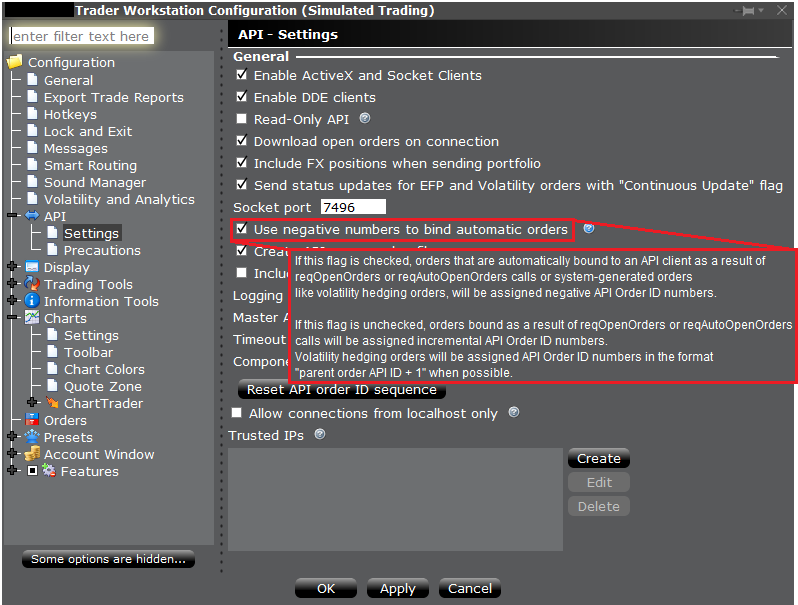 Trader Workstation Configuration (Simulated Trading)
enter filter text here
Configuration
General
Export Trade Reports
Hotkeys
Lock and Exit
Messages
Smart Routing
Sound Manager
Volatility and Analytics
API
Settings
Precautions
Display
Trading Tools
Information Tools
Charts
Settings
Toolbar
Chart Colors
Quote Zone
ChartTrader
Orders
Presets
Account Window
Features
Some options are hidden...
API - Settings
General
Enable ActiveX and Socket Clients
Enable DDE clients
Read-Only API
Download open orders on connection
Include FX positions when sending portfolio
Send status updates for EFP and Volatility orders with "Continuous Update" flag
Socket port 7496
Use negative numbers to bind automatic orders
If this flag is checked, orders that are automatically bound to an API client as a result of
reqOpenOrders or reqAutoOpenOrders calls or system-generated orders
like volatility hedging orders, will be assigned negative API Order ID numbers.
If this flag is unchecked, orders bound as a result of reqOpenOrders or reqAutoOpenOrders
calls will be assigned incremental API Order ID numbers.
Volatility hedging orders will be assigned API Order ID numbers in the format
"parent order API ID + 1" when possible.
Logging
Master A
Timeout
Compone
Reset API order ID sequence
Allow connections from localhost only
Trusted IPs
Create
Edit
Delete
OK
Apply
Cancel